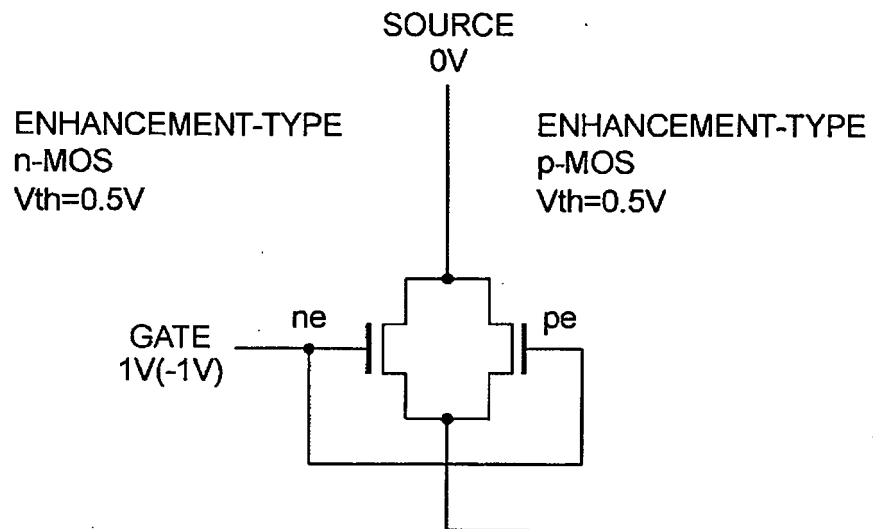 SOURCE
0V
ENHANCEMENT-TYPE
n-MOS
Vth=0.5V
ENHANCEMENT-TYPE
p-MOS
Vth=0.5V
ne
pe
GATE
1V(-1V)